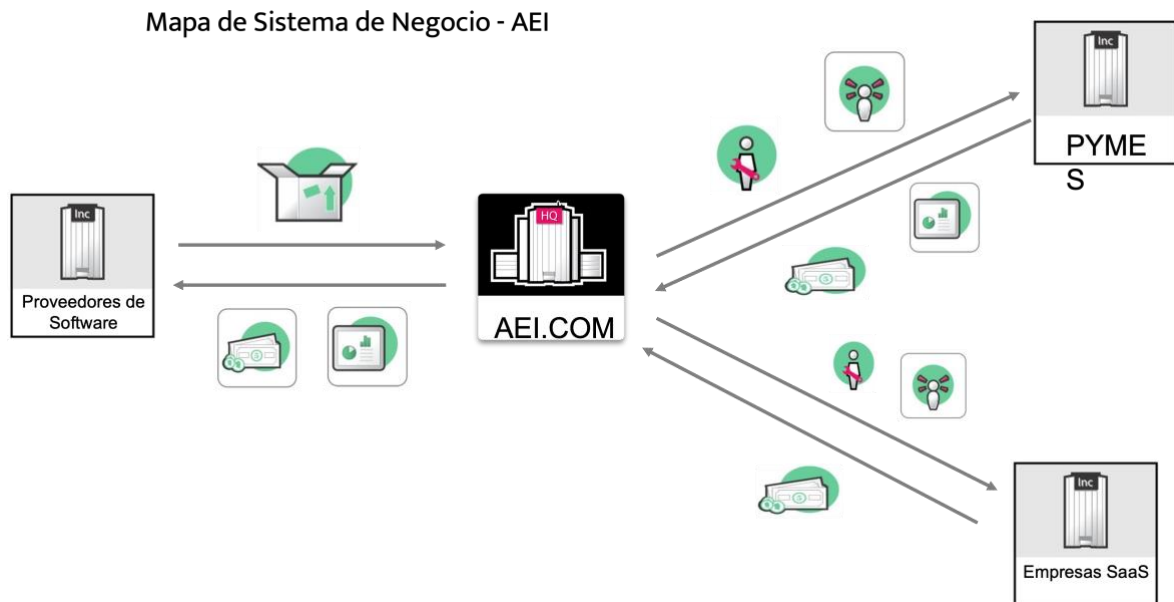 Mapa de Sistema de Negocio - AEI
Inc
PYME
S
Inc
Proveedores de
Software
HQ
AEI.COM
Inc
Empresas SaaS